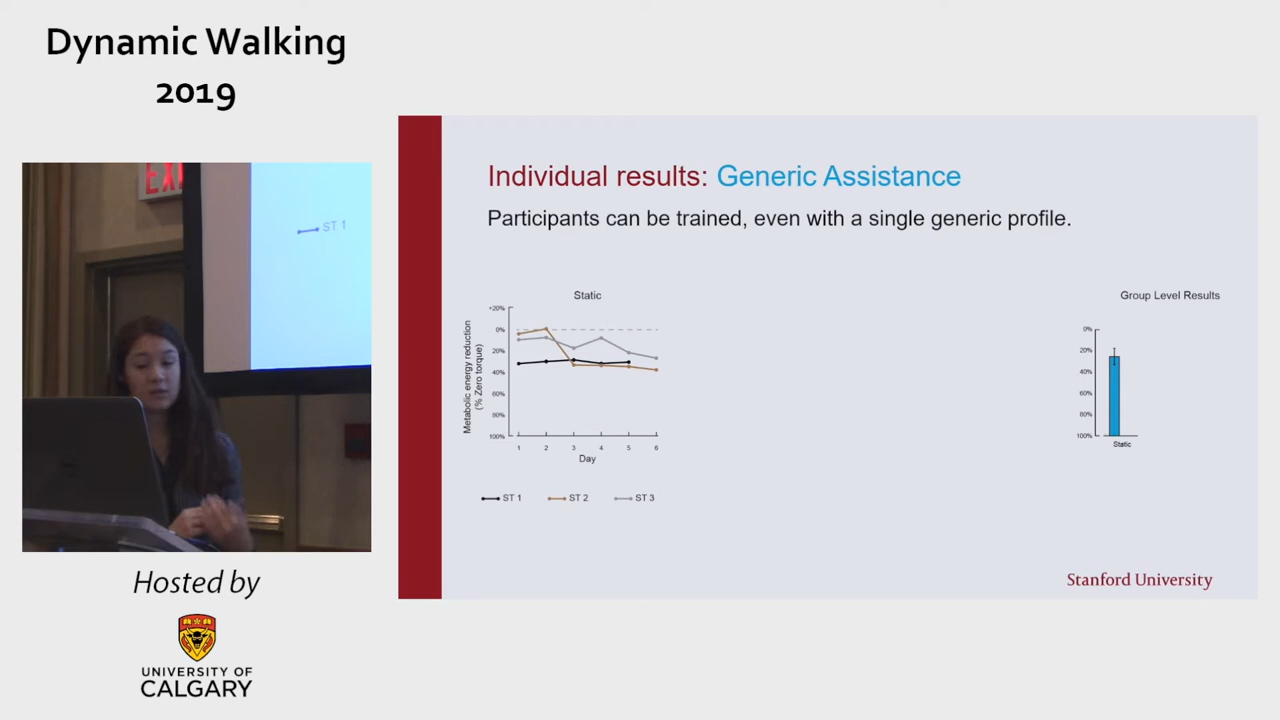 Dynamic Walking
2019
EXI
ST 1
Individual results: Generic Assistance
Participants can be trained, even with a single generic profile.
Static
Metabolic energy reduction
(% Zero torque)
+20%
0%
20%
40%
60%
80%
100%
1 2 3 4 5 6
Day
ST 1 ST 2 ST 3
Group Level Results
0%
20%
40%
60%
80%
100%
Static
Stanford University
Hosted by
UNIVERSITY OF
CALGARY